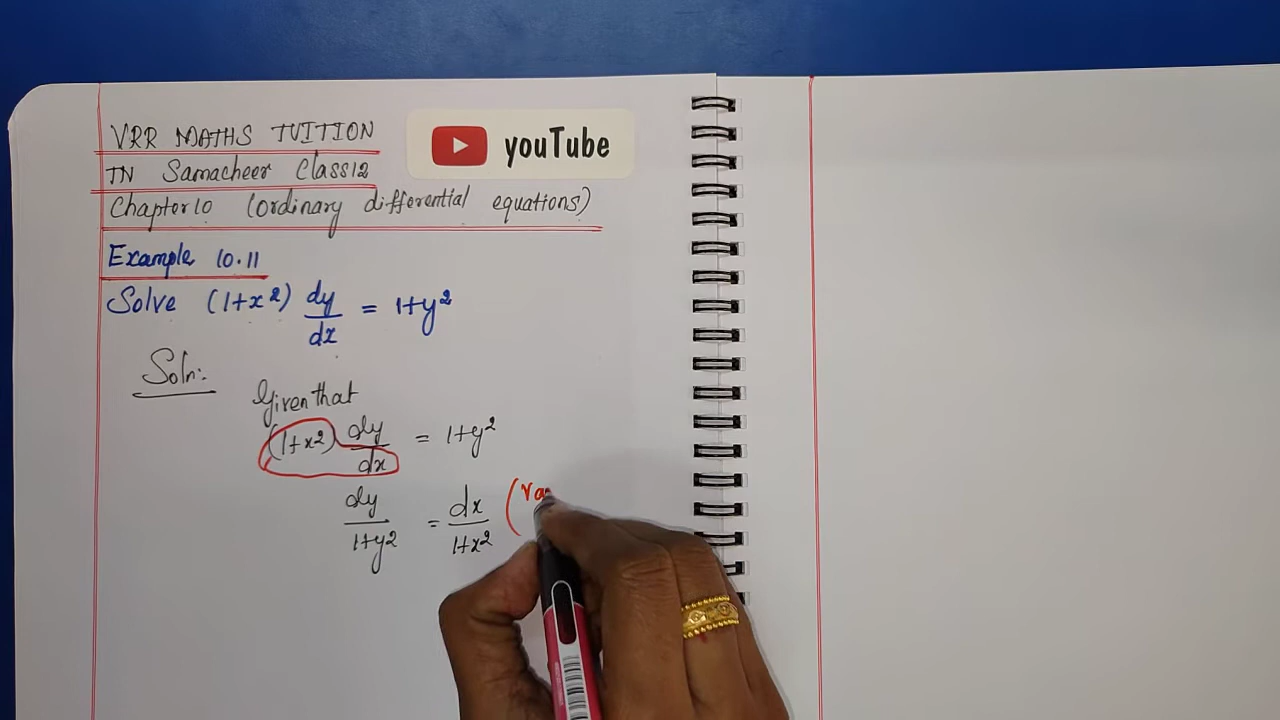 VRR MATHS TUITION
youTube
TN Samacheer Class12
Chapter10 (ordinary differential equations)
Example 10.11
Solve (1+x²) dy/dx = 1+y²
Soln:-
Given that
(1+x²) dy/dx = 1+y²
dy/1+y² = dx/1+x² (